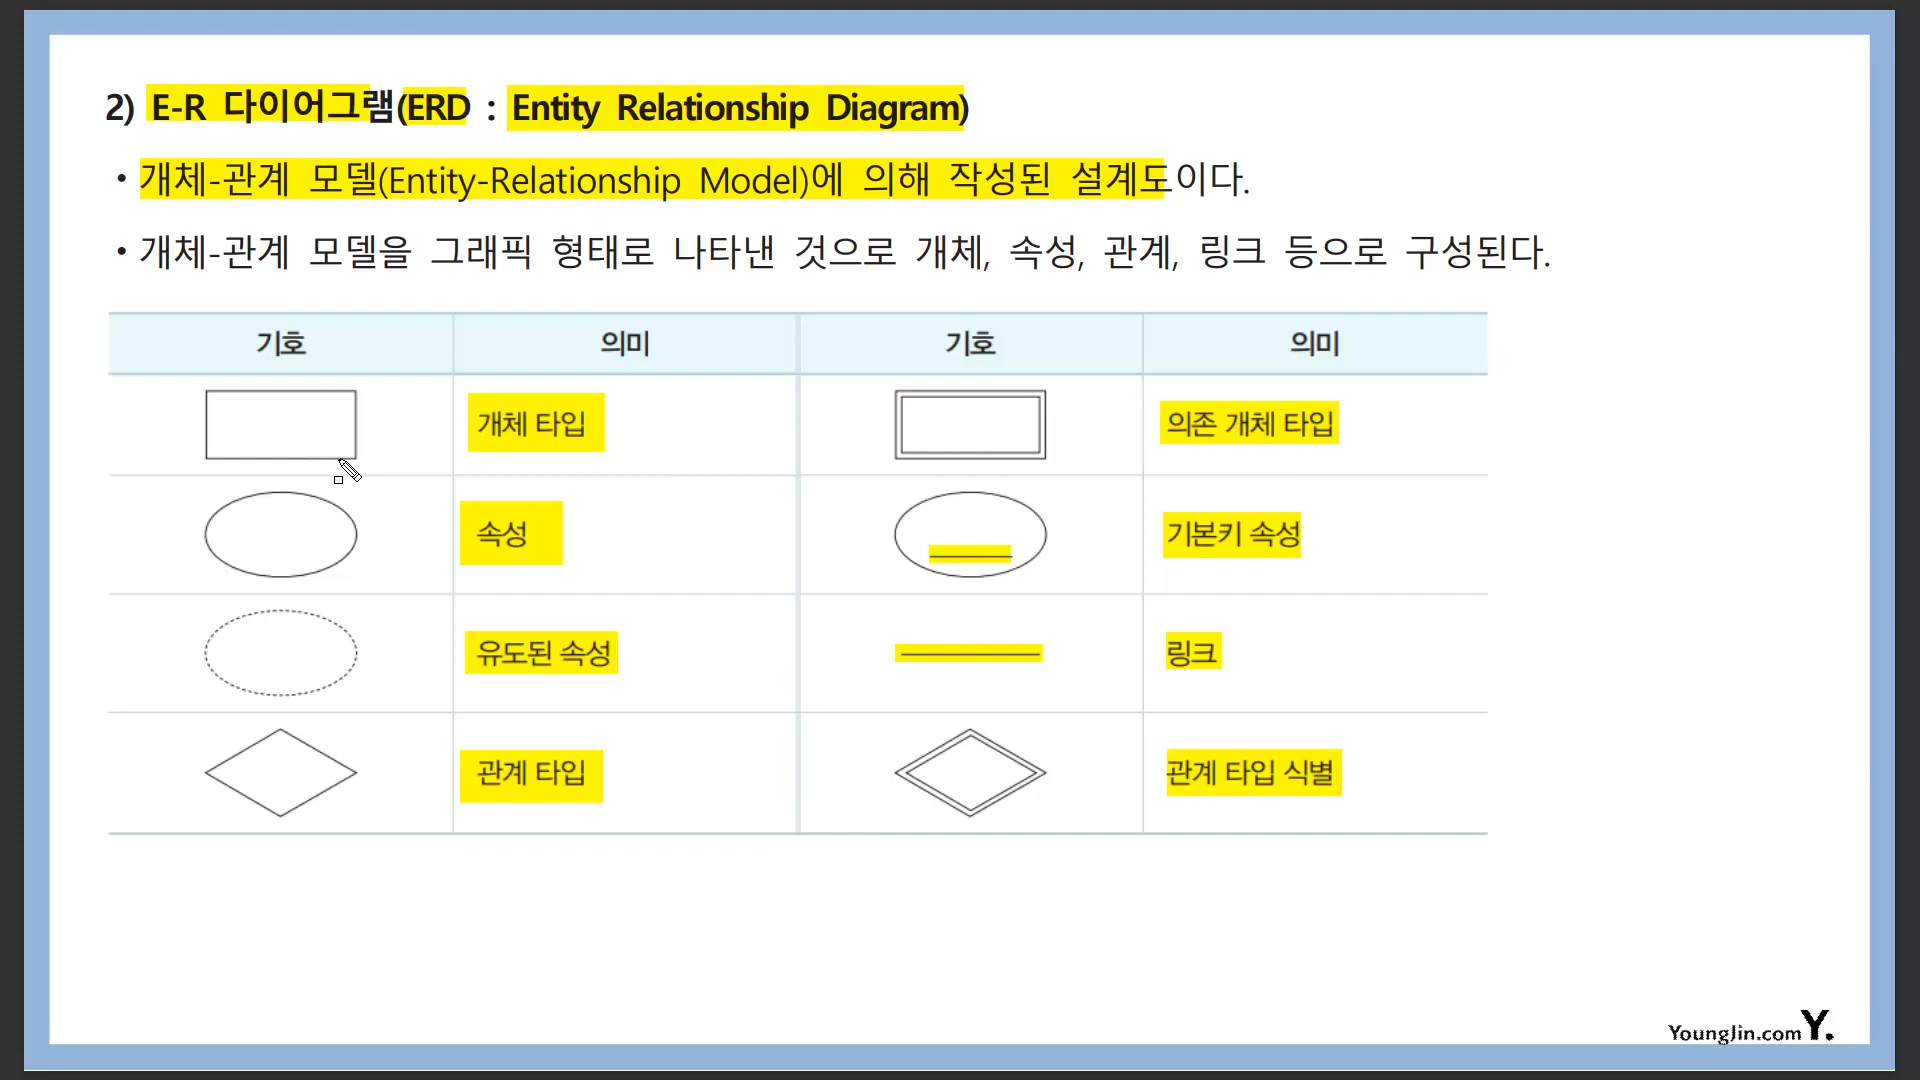 2) E-R 다이어그램(ERD : Entity Relationship Diagram)
• 개체-관계 모델(Entity-Relationship Model)에 의해 작성된 설계도이다.
• 개체-관계 모델을 그래픽 형태로 나타낸 것으로 개체, 속성, 관계, 링크 등으로 구성된다.
기호 의미 기호 의미
개체 타입 의존 개체 타입
속성 기본키 속성
유도된 속성 링크
관계 타입 관계 타입 식별
YoungJin.com Y.